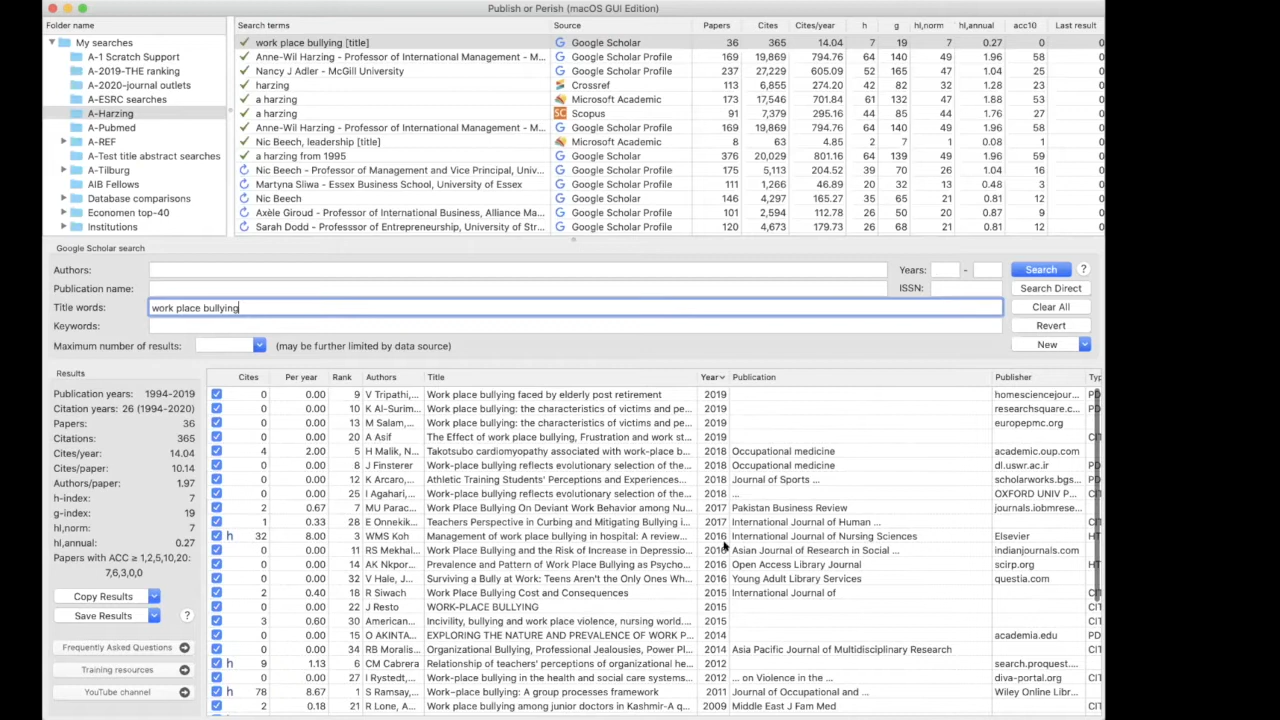 Publish or Perish (macOS GUI Edition)
Folder name
My searches
A-1 Scratch Support
A-2019-THE ranking
A-2020-journal outlets
A-ESRC searches
A-Harzing
A-Pubmed
A-REF
A-Test title abstract searches
A-Tilburg
AIB Fellows
Database comparisons
Economen top-40
Institutions
Search terms Source Papers Cites Cites/year h g hI,norm hI,annual acc10 Last result
work place bullying [title] Google Scholar 36 365 14.04 7 19 7 0.27 0 0
Anne-Wil Harzing - Professor of International Management - M... Google Scholar Profile 169 19,869 794.76 64 140 49 1.96 58 0
Nancy J Adler - McGill University Google Scholar Profile 237 27,229 605.09 52 165 47 1.04 25 0
harzing Crossref 113 6,855 274.20 42 82 32 1.28 23 0
a harzing Microsoft Academic 173 17,546 701.84 61 132 47 1.88 53 0
a harzing Scopus 91 7,379 295.16 44 85 44 1.76 27 0
Anne-Wil Harzing - Professor of International Management - M... Google Scholar Profile 169 19,869 794.76 64 140 49 1.96 58 0
Nic Beech, leadership [title] Microsoft Academic 8 63 4.85 2 7 1 0.08 1 0
a harzing from 1995 Google Scholar 376 20,029 801.16 64 139 49 1.96 59 0
Nic Beech - Professor of Management and Vice Principal, Univ... Google Scholar Profile 175 5,113 204.52 39 70 26 1.04 16 0
Martyna Sliwa - Essex Business School, University of Essex Google Scholar Profile 111 1,266 46.89 20 32 13 0.48 3 0
Nic Beech Google Scholar 146 4,297 165.27 35 65 21 0.81 13 0
Axèle Giroud - Professor of International Business, Alliance Ma... Google Scholar Profile 101 2,594 112.78 26 50 20 0.87 9 0
Sarah Dodd - Professor of Entrepreneurship, University of Str... Google Scholar Profile 120 4,673 179.73 26 68 21 0.81 11 0
Google Scholar search
Authors: Years: - Search ?
Publication name: ISSN: Search Direct
Title words: work place bullying Clear All
Keywords: Revert
Maximum number of results: (may be further limited by data source) New
Results
Publication years: 1994-2019
Citation years: 26 (1994-2020)
Papers: 36
Citations: 365
Cites/year: 14.04
Cites/paper: 10.14
Authors/paper: 1.97
h-index: 7
g-index: 19
hI,norm: 7
hI,annual: 0.27
Papers with ACC ≥ 1,2,5,10,20:
7,6,3,0,0
Copy Results
Save Results ?
Frequently Asked Questions
Training resources
YouTube channel
Cites Per year Rank Authors Title Year Publication Publisher Typ
0 0.00 9 V Tripathi,... Work place bullying faced by elderly post retirement 2019 homesciencejour... PD
0 0.00 10 K Al-Surim... Work place bullying: the characteristics of victims and pe... 2019 researchsquare.c...
0 0.00 13 M Salam,... Work place bullying: the characteristics of victims and pe... 2019 europepmc.org
0 0.00 20 A Asif The Effect of work place bullying, Frustration and work st... 2019 CIT
4 2.00 5 H Malik, N... Takotsubo cardiomyopathy associated with work-place b... 2018 Occupational medicine academic.oup.com
0 0.00 8 J Finsterer Work-place bullying reflects evolutionary selection of the... 2018 Occupational medicine dl.uswr.ac.ir PD
0 0.00 12 K Arcaro,... Athletic Training Students' Perceptions and Experiences... 2018 Journal of Sports ... scholarworks.bgs... PD
0 0.00 25 I Agahari,... Work-place bullying reflects evolutionary selection of the... 2018 ... OXFORD UNIV P... CIT
2 0.67 7 MU Parac... Work Place Bullying On Deviant Work Behavior among Nu... 2017 Pakistan Business Review journals.iobmrese...
1 0.33 28 E Onnekik... Teachers Perspective in Curbing and Mitigating Bullying i... 2017 International Journal of Human ... CIT
h 32 8.00 3 WMS Koh Management of work place bullying in hospital: A review... 2016 International Journal of Nursing Sciences Elsevier HT
0 0.00 11 RS Mekhal... Work Place Bullying and the Risk of Increase in Depressio... 2016 Asian Journal of Research in Social ... indianjournals.com
0 0.00 14 AK Nkpor... Prevalence and Pattern of Work Place Bullying as Psycho... 2016 Open Access Library Journal scirp.org HT
0 0.00 32 V Hale, J... Surviving a Bully at Work: Teens Aren't the Only Ones Wh... 2016 Young Adult Library Services questia.com
2 0.40 18 R Siwach Work Place Bullying Cost and Consequences 2015 International Journal of CIT
0 0.00 22 J Resto WORK-PLACE BULLYING 2015 CIT
3 0.60 30 American... Incivility, bullying and work place violence, nursing world.... 2015 CIT
0 0.00 15 O AKINTA... EXPLORING THE NATURE AND PREVALENCE OF WORK P... 2014 academia.edu PD
0 0.00 34 RB Moralis... Organizational Bullying, Professional Jealousies, Power Pl... 2014 Asia Pacific Journal of Multidisciplinary Research CIT
h 9 1.13 6 CM Cabrera Relationship of teachers' perceptions of organizational he... 2012 search.proquest....
0 0.00 27 I Rystedt,... Work-place bullying in the health and social care systems... 2012 ... on Violence in the ... diva-portal.org CIT
h 78 8.67 1 S Ramsay,... Work-place bullying: A group processes framework 2011 Journal of Occupational and ... Wiley Online Libr...
2 0.18 21 R Lone, A... Work place bullying among junior doctors in Kashmir-A q... 2009 Middle East J Fam Med CIT